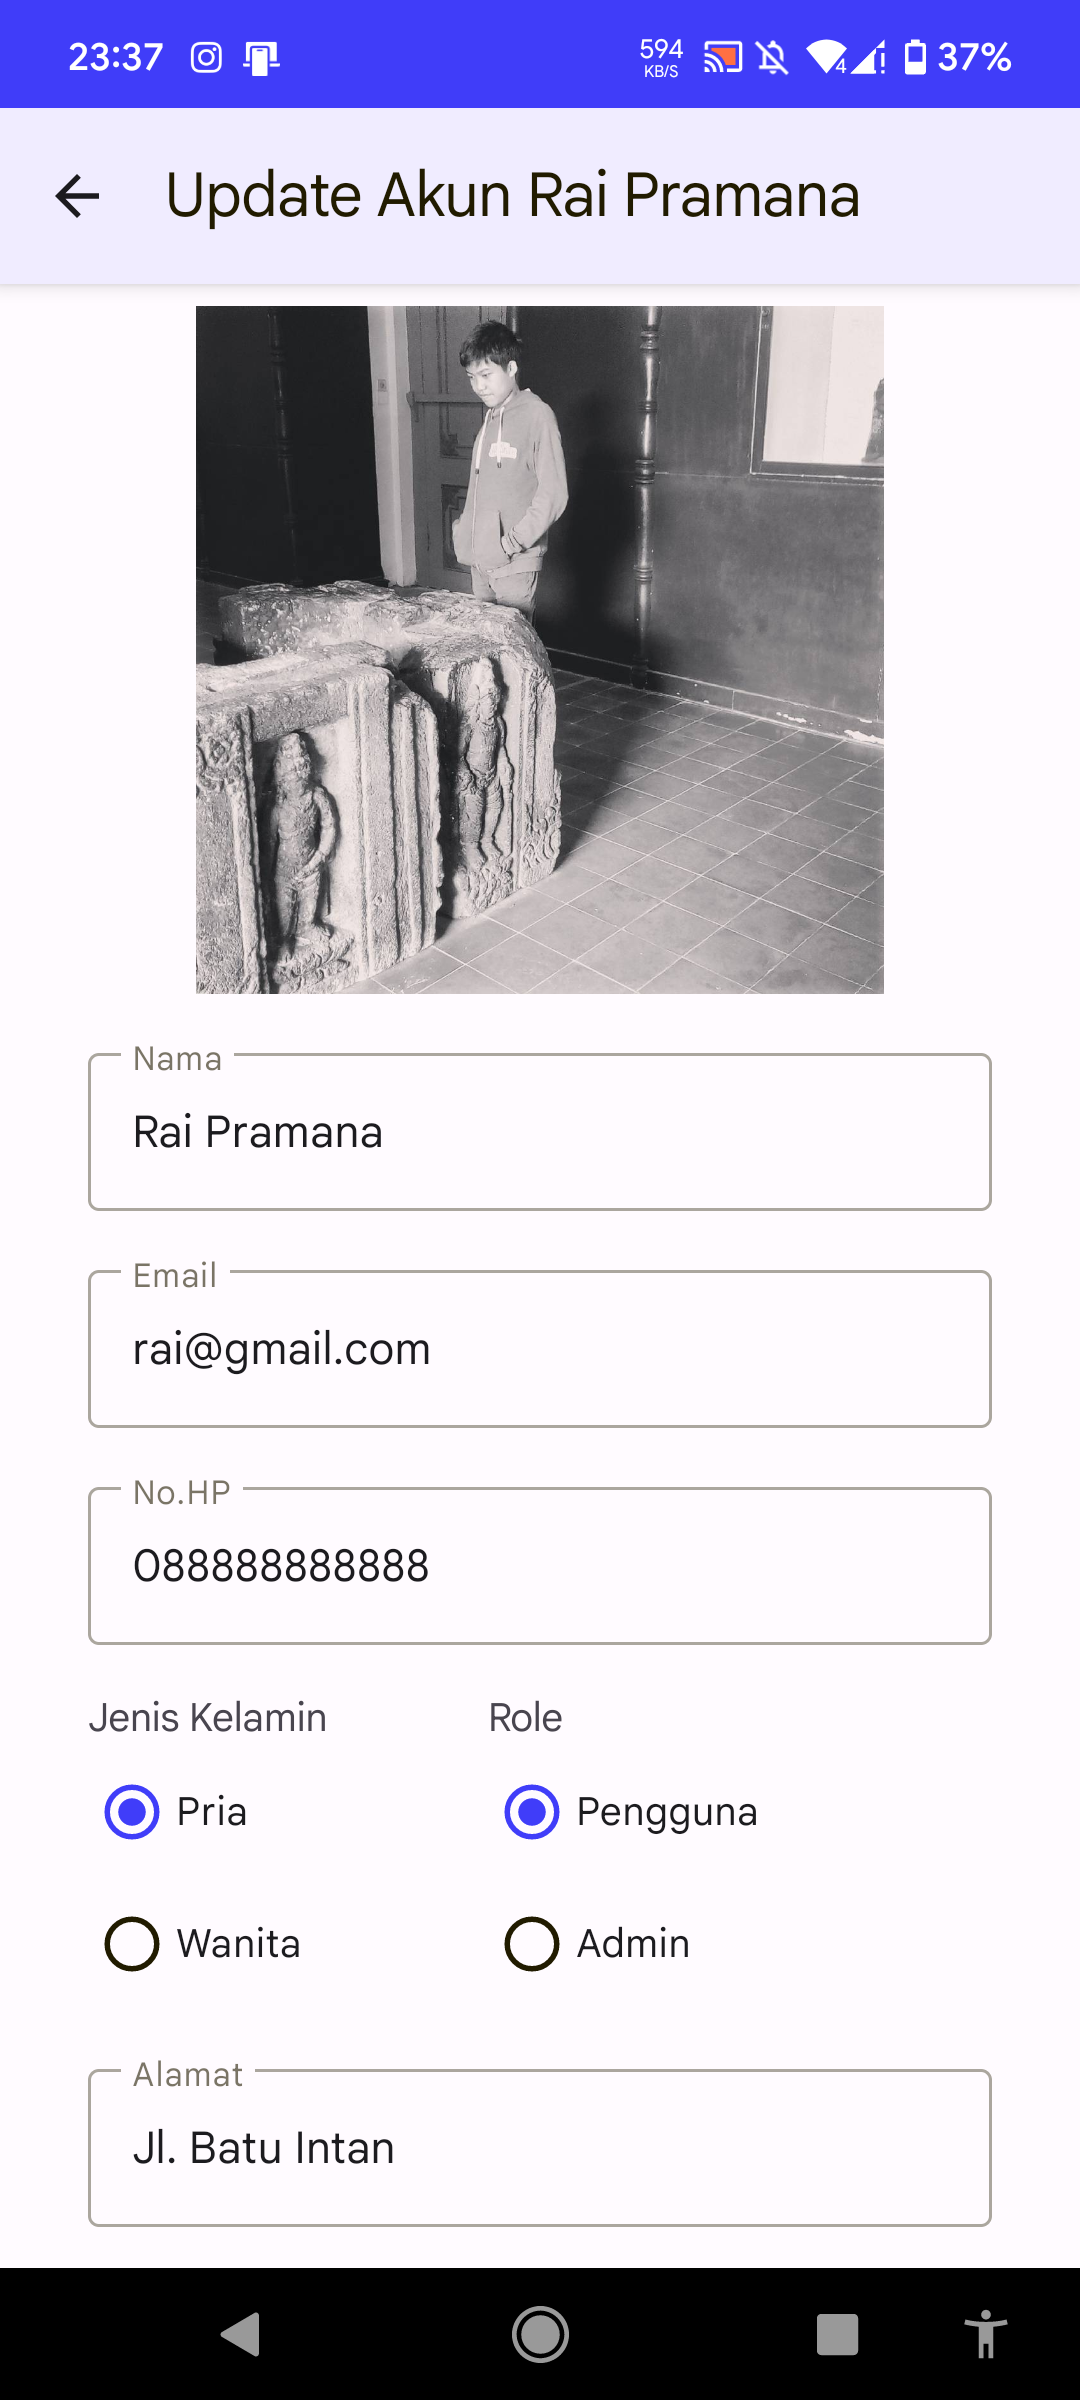 23:37 594 KB/S 4 37%
Update Akun Rai Pramana
Nama
Rai Pramana
Email
rai@gmail.com
No.HP
088888888888
Jenis Kelamin Role
Pria Pengguna
Wanita Admin
Alamat
Jl. Batu Intan